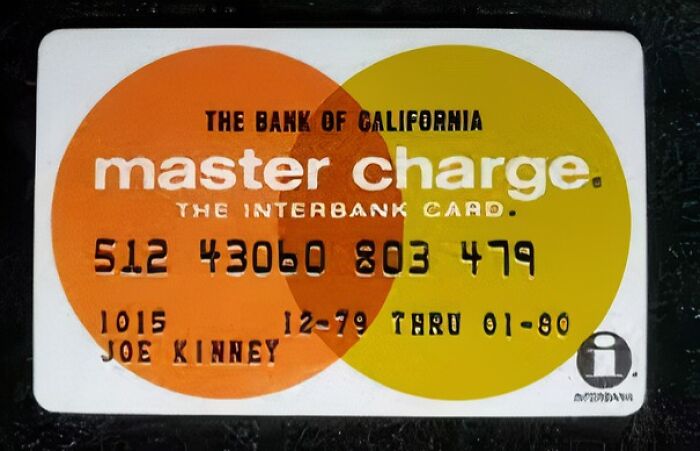 THE BANK OF CALIFORNIA
master charge.
THE INTERBANK CARD.
512 43060 803 479
1015 12-79 THRU 01-80
JOE KINNEY
i